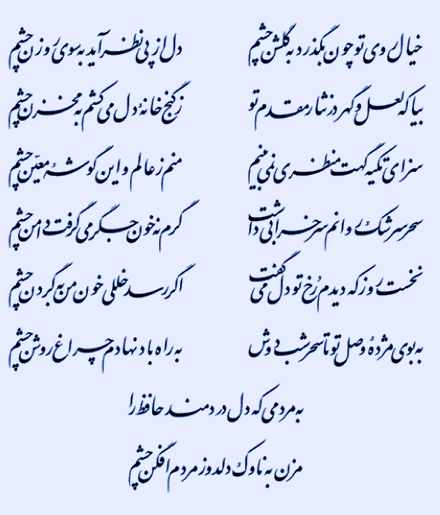 خیال روی تو چون بگذرد به گلشن چشم
دل از پی نظر آید به سوی روزن چشم
بیا که لعل و گهر در نثار مقدم تو
ز گنج خانهٔ دل می‌کشم به مخزن چشم
سزای تکیه گهت منظری نمی‌بینم
منم ز عالم و این گوشهٔ معیّن چشم
سحر سرشک روانم سر خرابی داشت
گرم نه خون جگر می‌گرفت دامن چشم
نخست روز که دیدم رخ تو دل می‌گفت
اگر رسد خللی خون من به گردن چشم
به بوی مژدهٔ وصل تو تا سحر شب دوش
به راه باد نهادم چراغ روشن چشم
به مردمی که دل دردمند حافظ را
مزن به ناوک دلدوز مردم افکن چشم